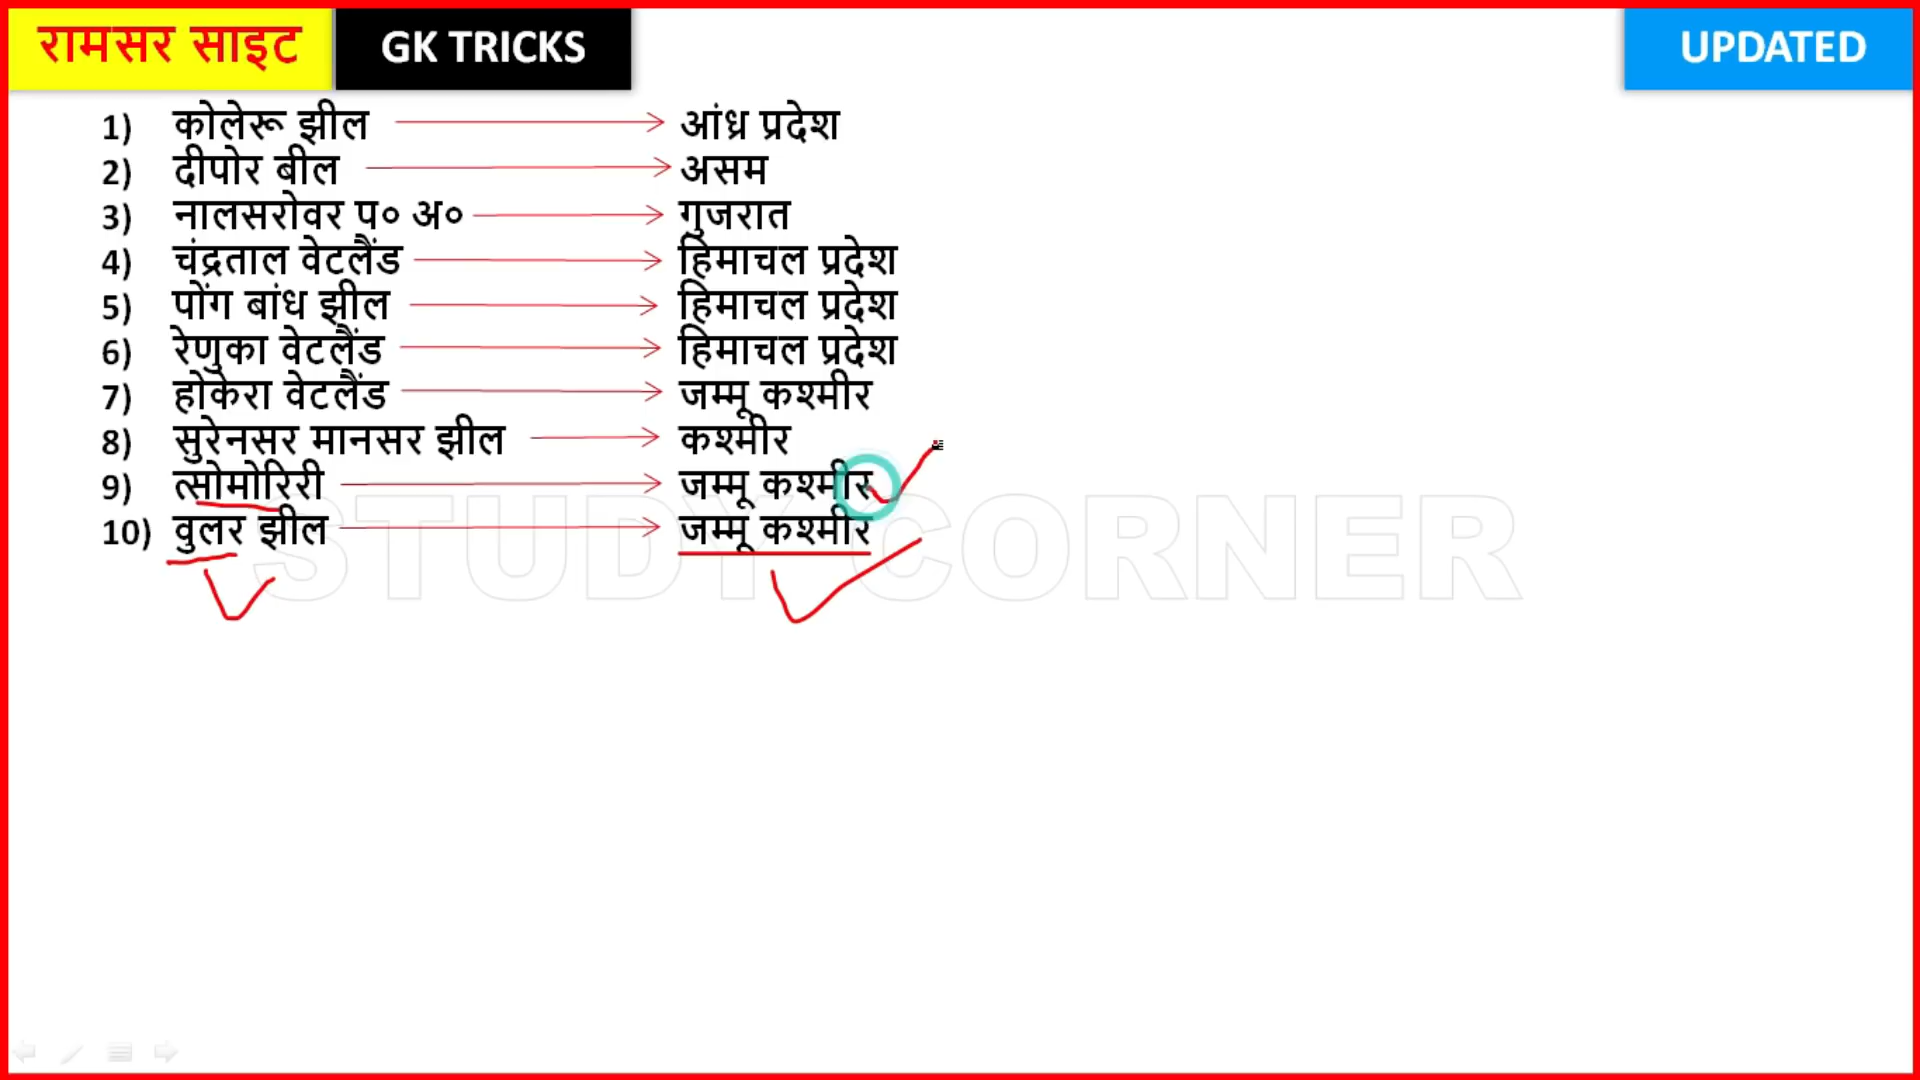 रामसर साइट GK TRICKS UPDATED
1) कोलेरू झील आंध्र प्रदेश
2) दीपोर बील असम
3) नालसरोवर प० अ० गुजरात
4) चंद्रताल वेटलैंड हिमाचल प्रदेश
5) पोंग बांध झील हिमाचल प्रदेश
6) रेणुका वेटलैंड हिमाचल प्रदेश
7) होकेरा वेटलैंड जम्मू कश्मीर
8) सुरेनसर मानसर झील कश्मीर
9) त्सोमोरिरी जम्मू कश्मीर
10) वुलर झील जम्मू कश्मीर
STUDY CORNER